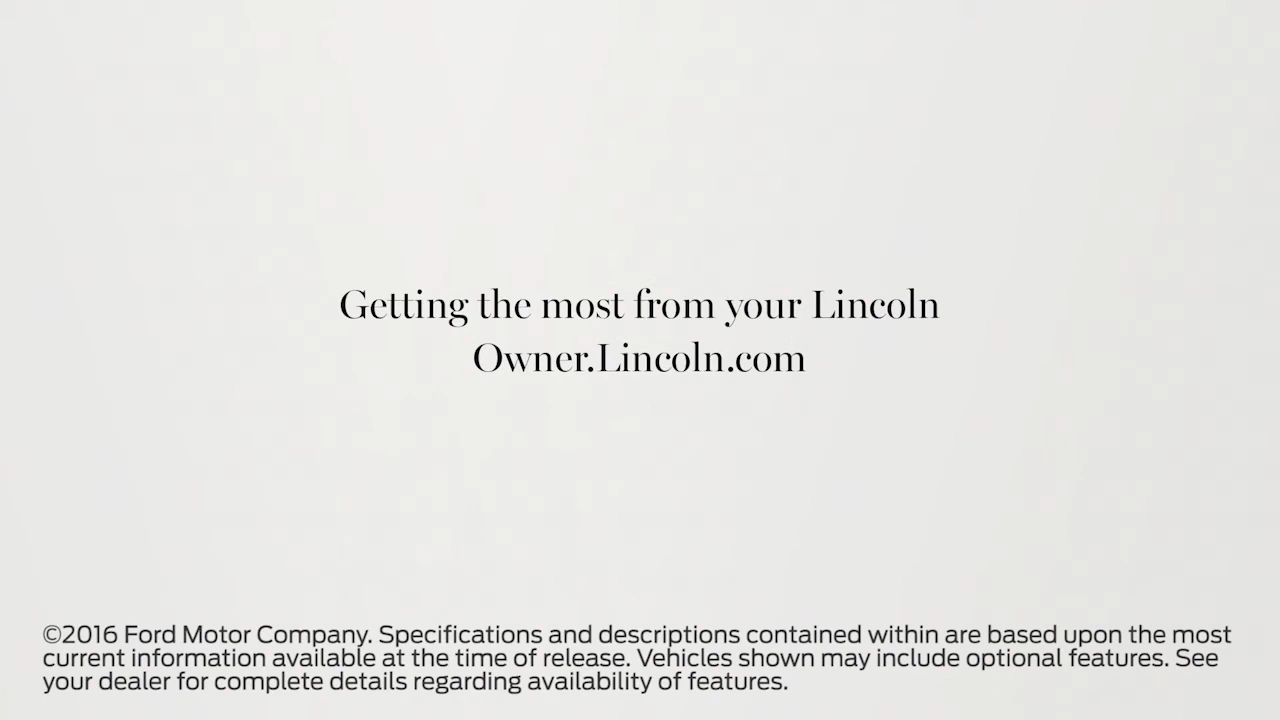 Getting the most from your Lincoln
Owner.Lincoln.com
©2016 Ford Motor Company. Specifications and descriptions contained within are based upon the most
current information available at the time of release. Vehicles shown may include optional features. See
your dealer for complete details regarding availability of features.